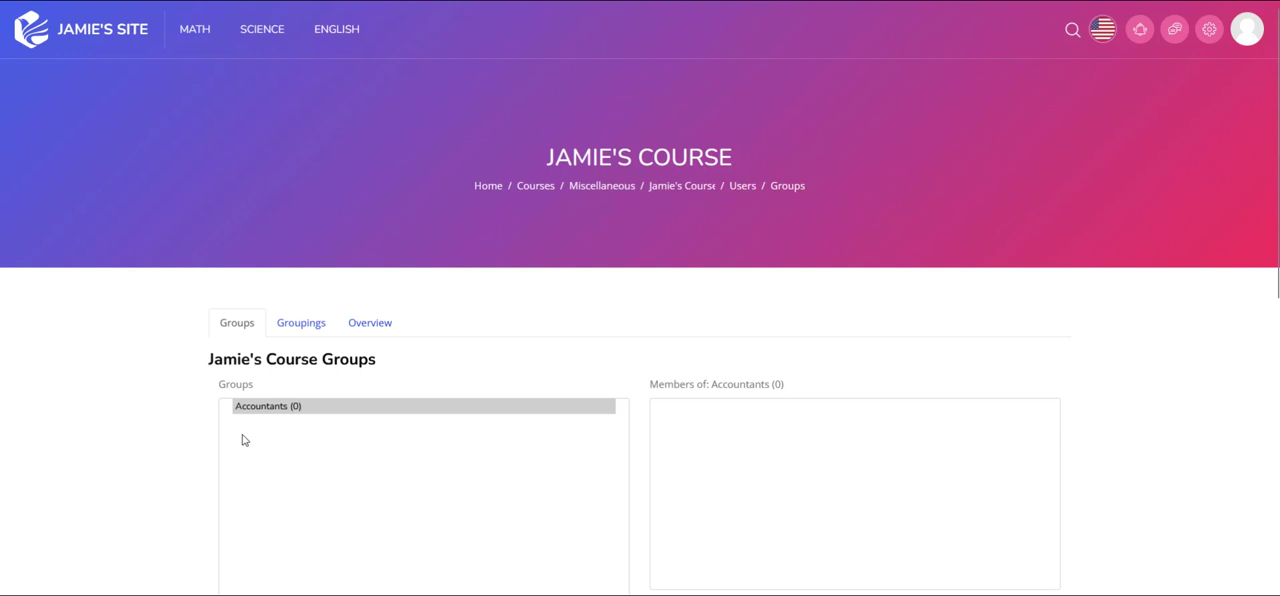 JAMIE'S SITE
MATH
SCIENCE
ENGLISH
JAMIE'S COURSE
Home / Courses / Miscellaneous / Jamie's Course / Users / Groups
Groups
Groupings
Overview
Jamie's Course Groups
Groups
Members of: Accountants (0)
Accountants (0)